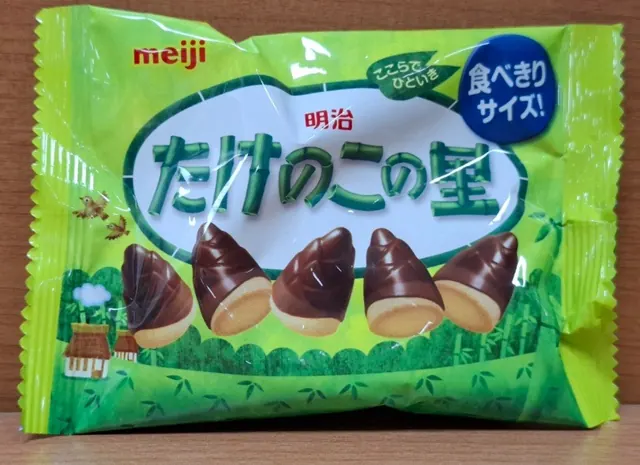 meiji
ここらで
ひといき
食べきり
サイズ!
明治
たけのこの里